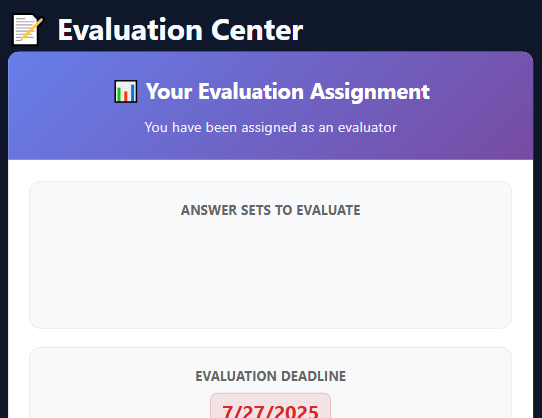 Evaluation Center
Your Evaluation Assignment
You have been assigned as an evaluator
ANSWER SETS TO EVALUATE
EVALUATION DEADLINE
7/27/2025